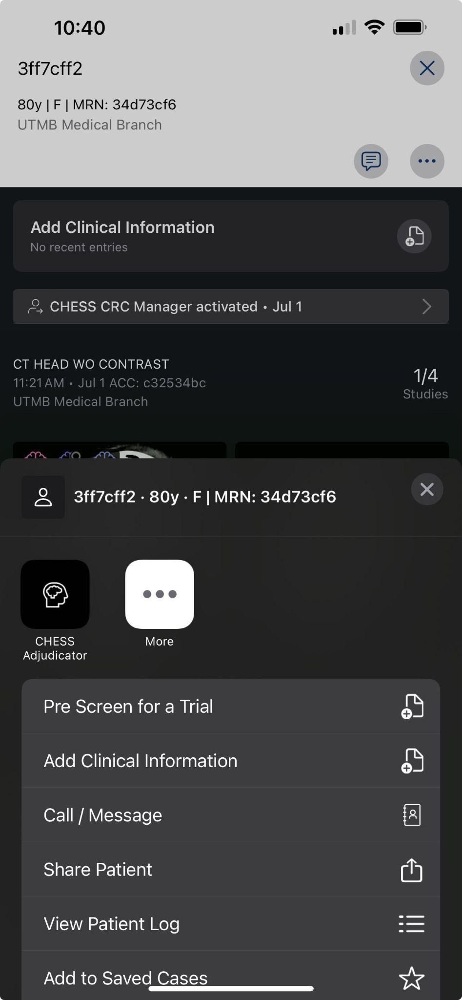 10:40
3ff7cff2
80y | F | MRN: 34d73cf6
UTMB Medical Branch
Add Clinical Information
No recent entries
CHESS CRC Manager activated • Jul 1
CT HEAD WO CONTRAST
11:21 AM • Jul 1 ACC: c32534bc
UTMB Medical Branch
1/4
Studies
3ff7cff2 · 80y · F | MRN: 34d73cf6
CHESS
Adjudicator
More
Pre Screen for a Trial
Add Clinical Information
Call / Message
Share Patient
View Patient Log
Add to Saved Cases